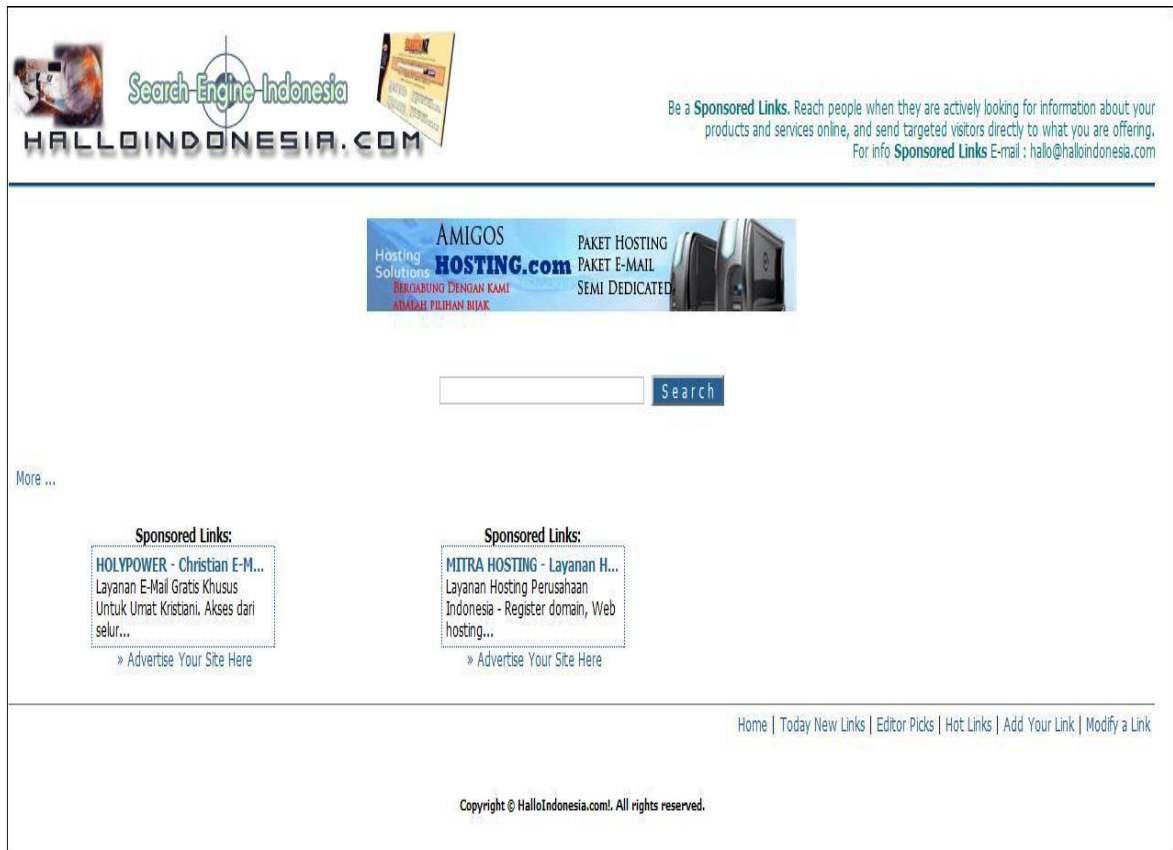 Search-Engine-Indonesia
HALLOINDONESIA.COM
Be a Sponsored Links. Reach people when they are actively looking for information about your
products and services online, and send targeted visitors directly to what you are offering.
For info Sponsored Links E-mail : hallo@halloindonesia.com
Hosting
Solutions
AMIGOS
HOSTING.com
BERGABUNG DENGAN KAMI
ADALAH PILIHAN BIJAK
PAKET HOSTING
PAKET E-MAIL
SEMI DEDICATED
Search
More ...
Sponsored Links:
HOLYPOWER - Christian E-M...
Layanan E-Mail Gratis Khusus
Untuk Umat Kristiani. Akses dari
selur...
» Advertise Your Site Here
Sponsored Links:
MITRA HOSTING - Layanan H...
Layanan Hosting Perusahaan
Indonesia - Register domain, Web
hosting...
» Advertise Your Site Here
Home | Today New Links | Editor Picks | Hot Links | Add Your Link | Modify a Link
Copyright © HalloIndonesia.com!. All rights reserved.